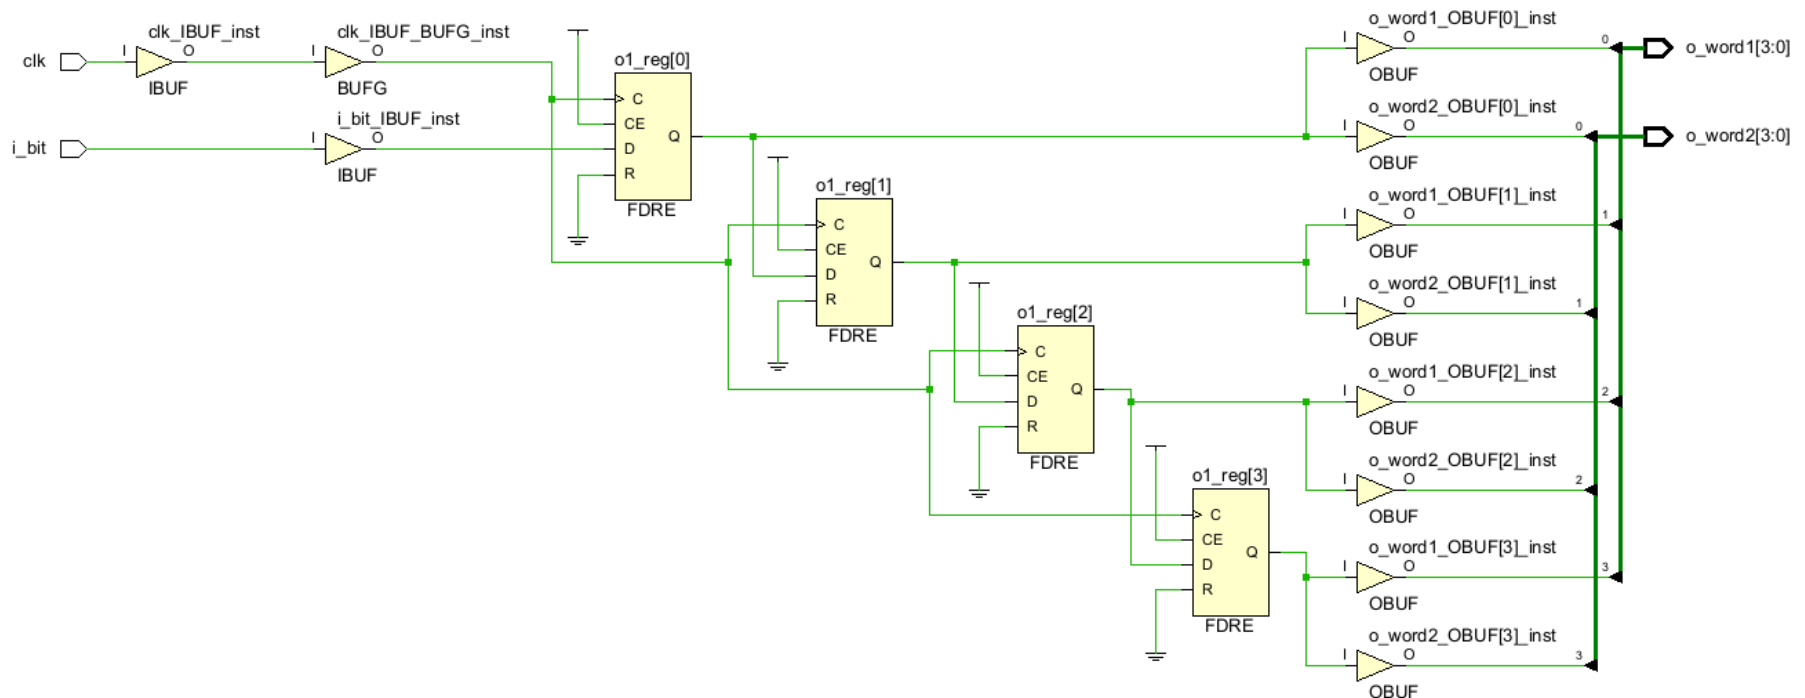 clk
clk_IBUF_inst
I
O
IBUF
clk_IBUF_BUFG_inst
I
O
BUFG
i_bit
i_bit_IBUF_inst
I
O
IBUF
o1_reg[0]
C
CE
D
R
Q
FDRE
o1_reg[1]
C
CE
D
R
Q
FDRE
o1_reg[2]
C
CE
D
R
Q
FDRE
o1_reg[3]
C
CE
D
R
Q
FDRE
o_word1_OBUF[0]_inst
I
O
OBUF
0
o_word1[3:0]
o_word2_OBUF[0]_inst
I
O
OBUF
0
o_word2[3:0]
o_word1_OBUF[1]_inst
I
O
OBUF
1
o_word2_OBUF[1]_inst
I
O
OBUF
1
o_word1_OBUF[2]_inst
I
O
OBUF
2
o_word2_OBUF[2]_inst
I
O
OBUF
2
o_word1_OBUF[3]_inst
I
O
OBUF
3
o_word2_OBUF[3]_inst
I
O
OBUF
3